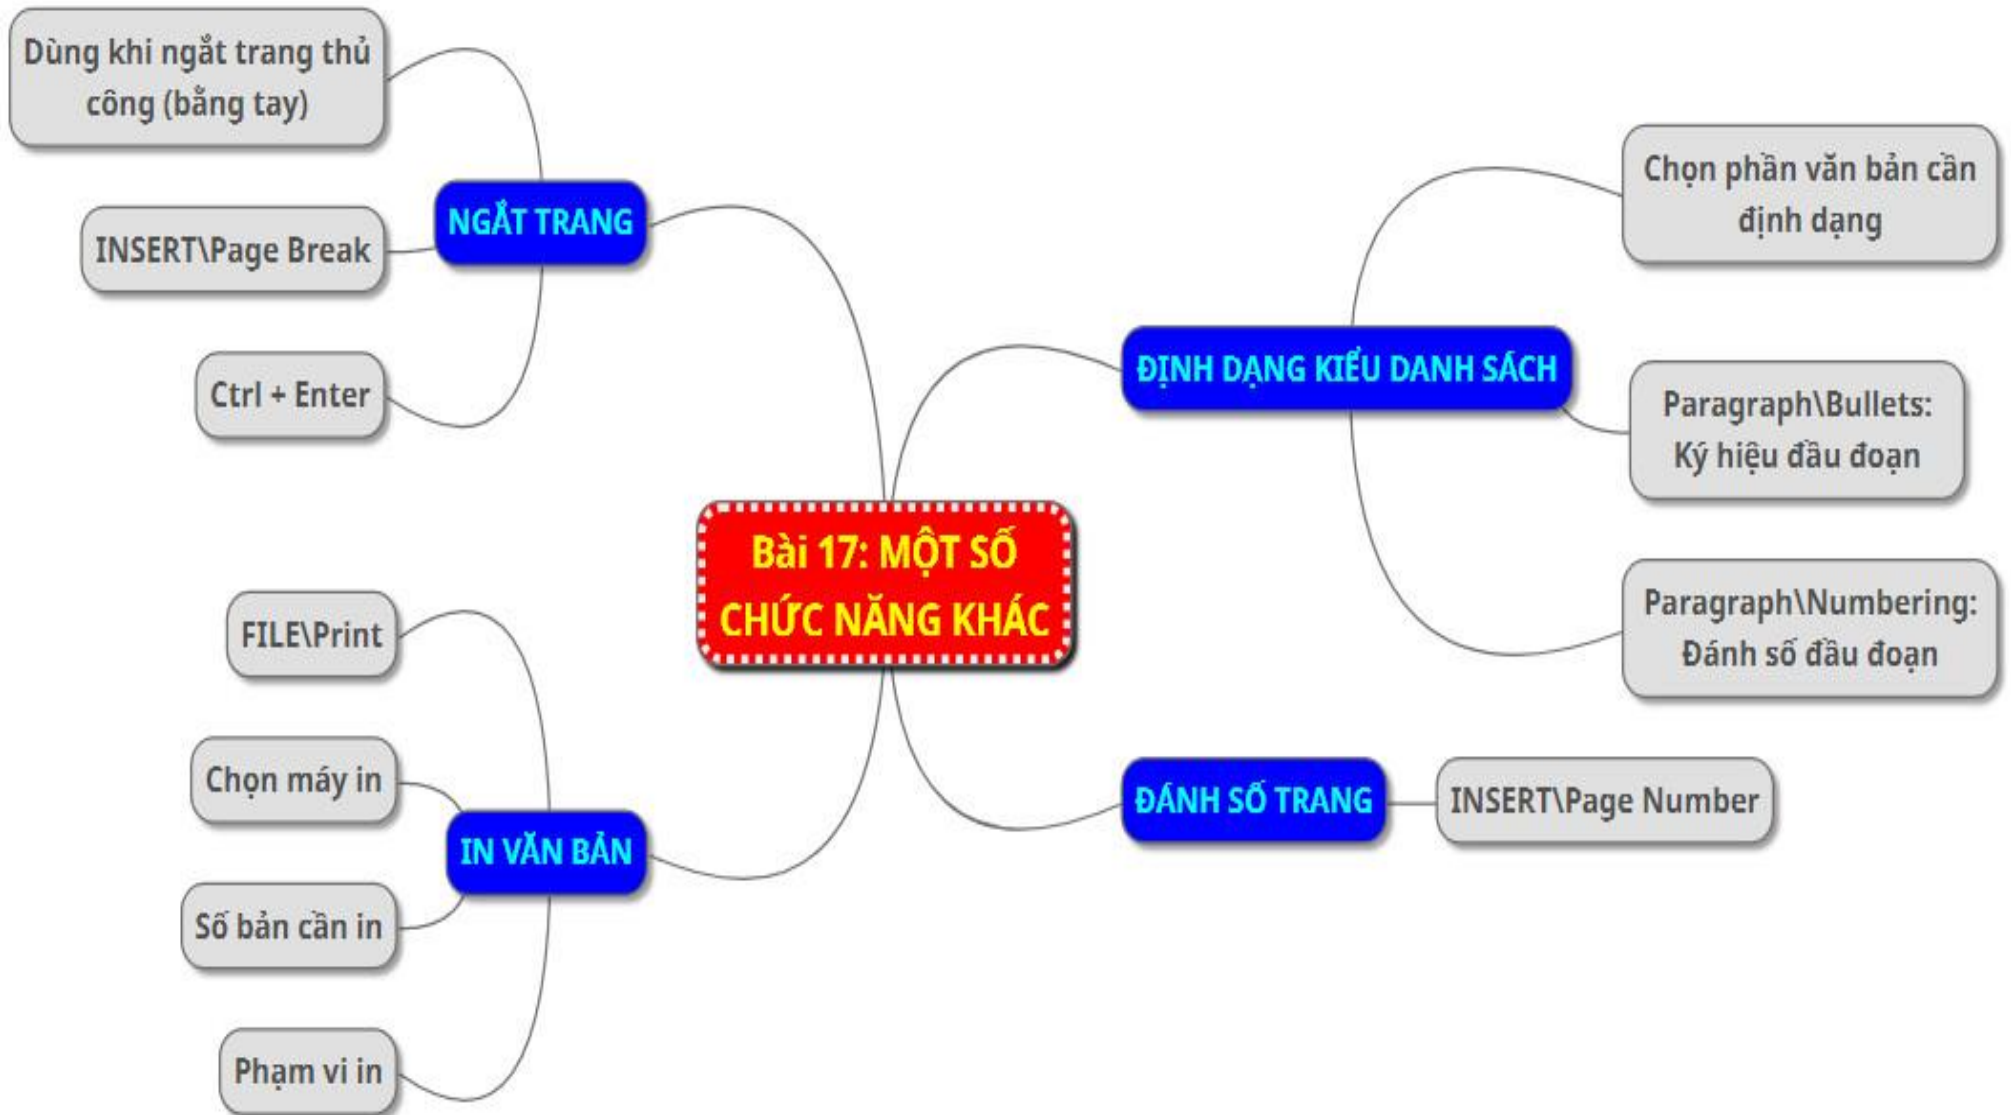 Bài 17: MỘT SỐ
CHỨC NĂNG KHÁC
NGẮT TRANG
Dùng khi ngắt trang thủ
công (bằng tay)
INSERT\Page Break
Ctrl + Enter
ĐỊNH DẠNG KIỂU DANH SÁCH
Chọn phần văn bản cần
định dạng
Paragraph\Bullets:
Ký hiệu đầu đoạn
Paragraph\Numbering:
Đánh số đầu đoạn
IN VĂN BẢN
FILE\Print
Chọn máy in
Số bản cần in
Phạm vi in
ĐÁNH SỐ TRANG
INSERT\Page Number